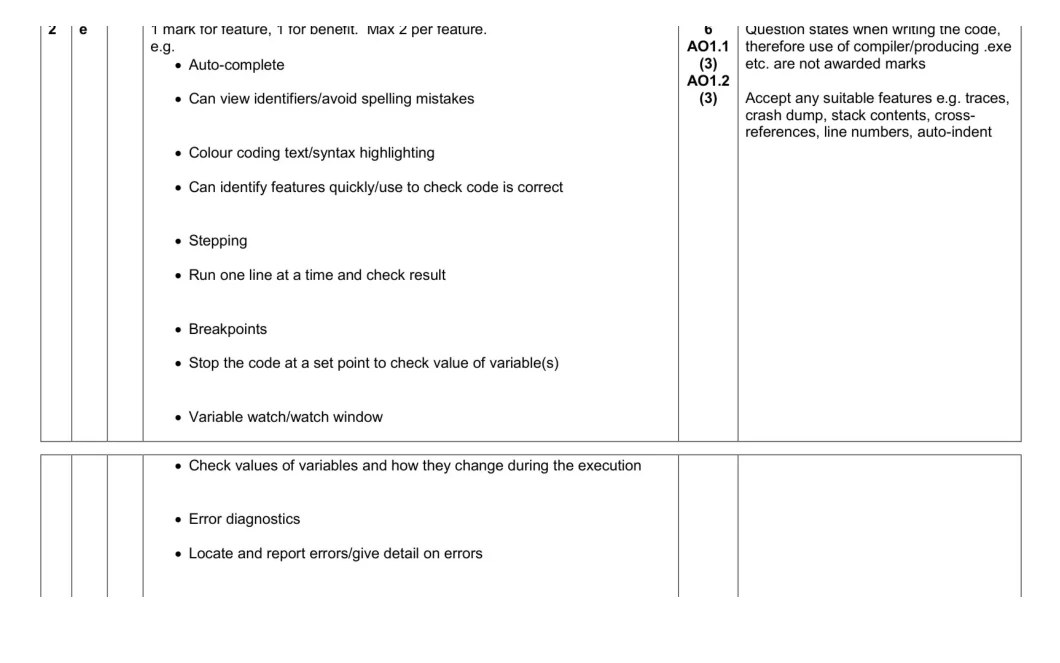 2 e 1 mark for feature, 1 for benefit. Max 2 per feature. 6 Question states when writing the code,
e.g. AO1.1 therefore use of compiler/producing .exe
• Auto-complete (3) etc. are not awarded marks
AO1.2
• Can view identifiers/avoid spelling mistakes (3) Accept any suitable features e.g. traces,
crash dump, stack contents, cross-
references, line numbers, auto-indent
• Colour coding text/syntax highlighting
• Can identify features quickly/use to check code is correct
• Stepping
• Run one line at a time and check result
• Breakpoints
• Stop the code at a set point to check value of variable(s)
• Variable watch/watch window
• Check values of variables and how they change during the execution
• Error diagnostics
• Locate and report errors/give detail on errors